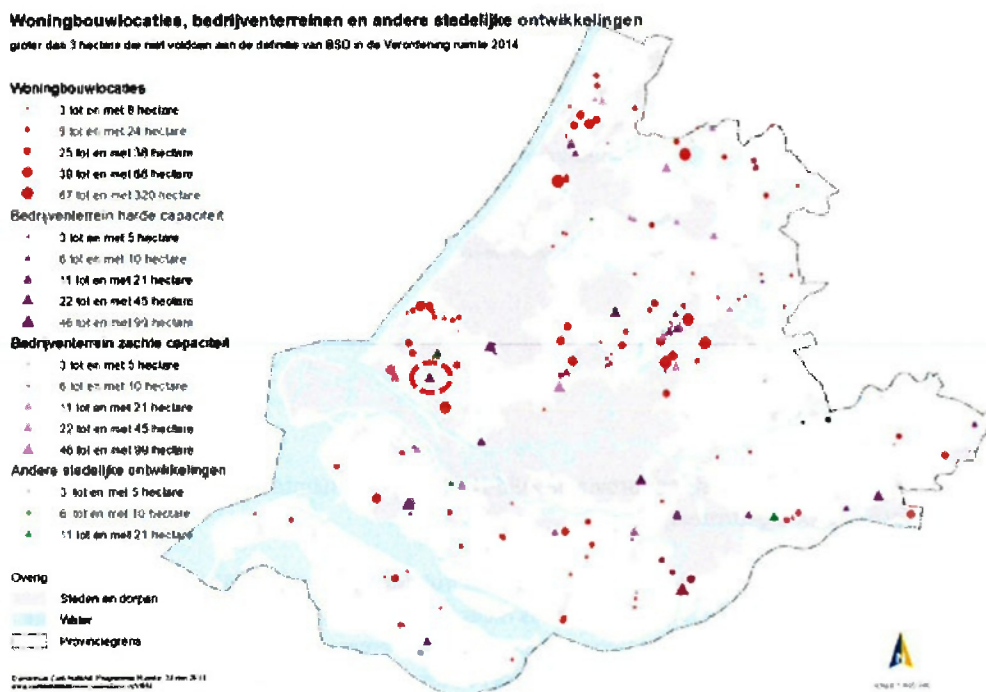 Woningbouwlocaties, bedrijventerreinen en andere stedelijke ontwikkelingen
groter dan 3 hectare die niet voldoen aan de definitie van BSD in de Verordening ruimte 2014
Woningbouwlocaties
3 tot en met 8 hectare
9 tot en met 24 hectare
25 tot en met 38 hectare
39 tot en met 66 hectare
67 tot en met 320 hectare
Bedrijventerrein harde capaciteit
3 tot en met 5 hectare
6 tot en met 10 hectare
11 tot en met 21 hectare
22 tot en met 45 hectare
46 tot en met 99 hectare
Bedrijventerrein zachte capaciteit
3 tot en met 5 hectare
6 tot en met 10 hectare
11 tot en met 21 hectare
22 tot en met 45 hectare
46 tot en met 99 hectare
Andere stedelijke ontwikkelingen
3 tot en met 5 hectare
6 tot en met 10 hectare
11 tot en met 21 hectare
Overig
Steden en dorpen
Water
Provinciegrens